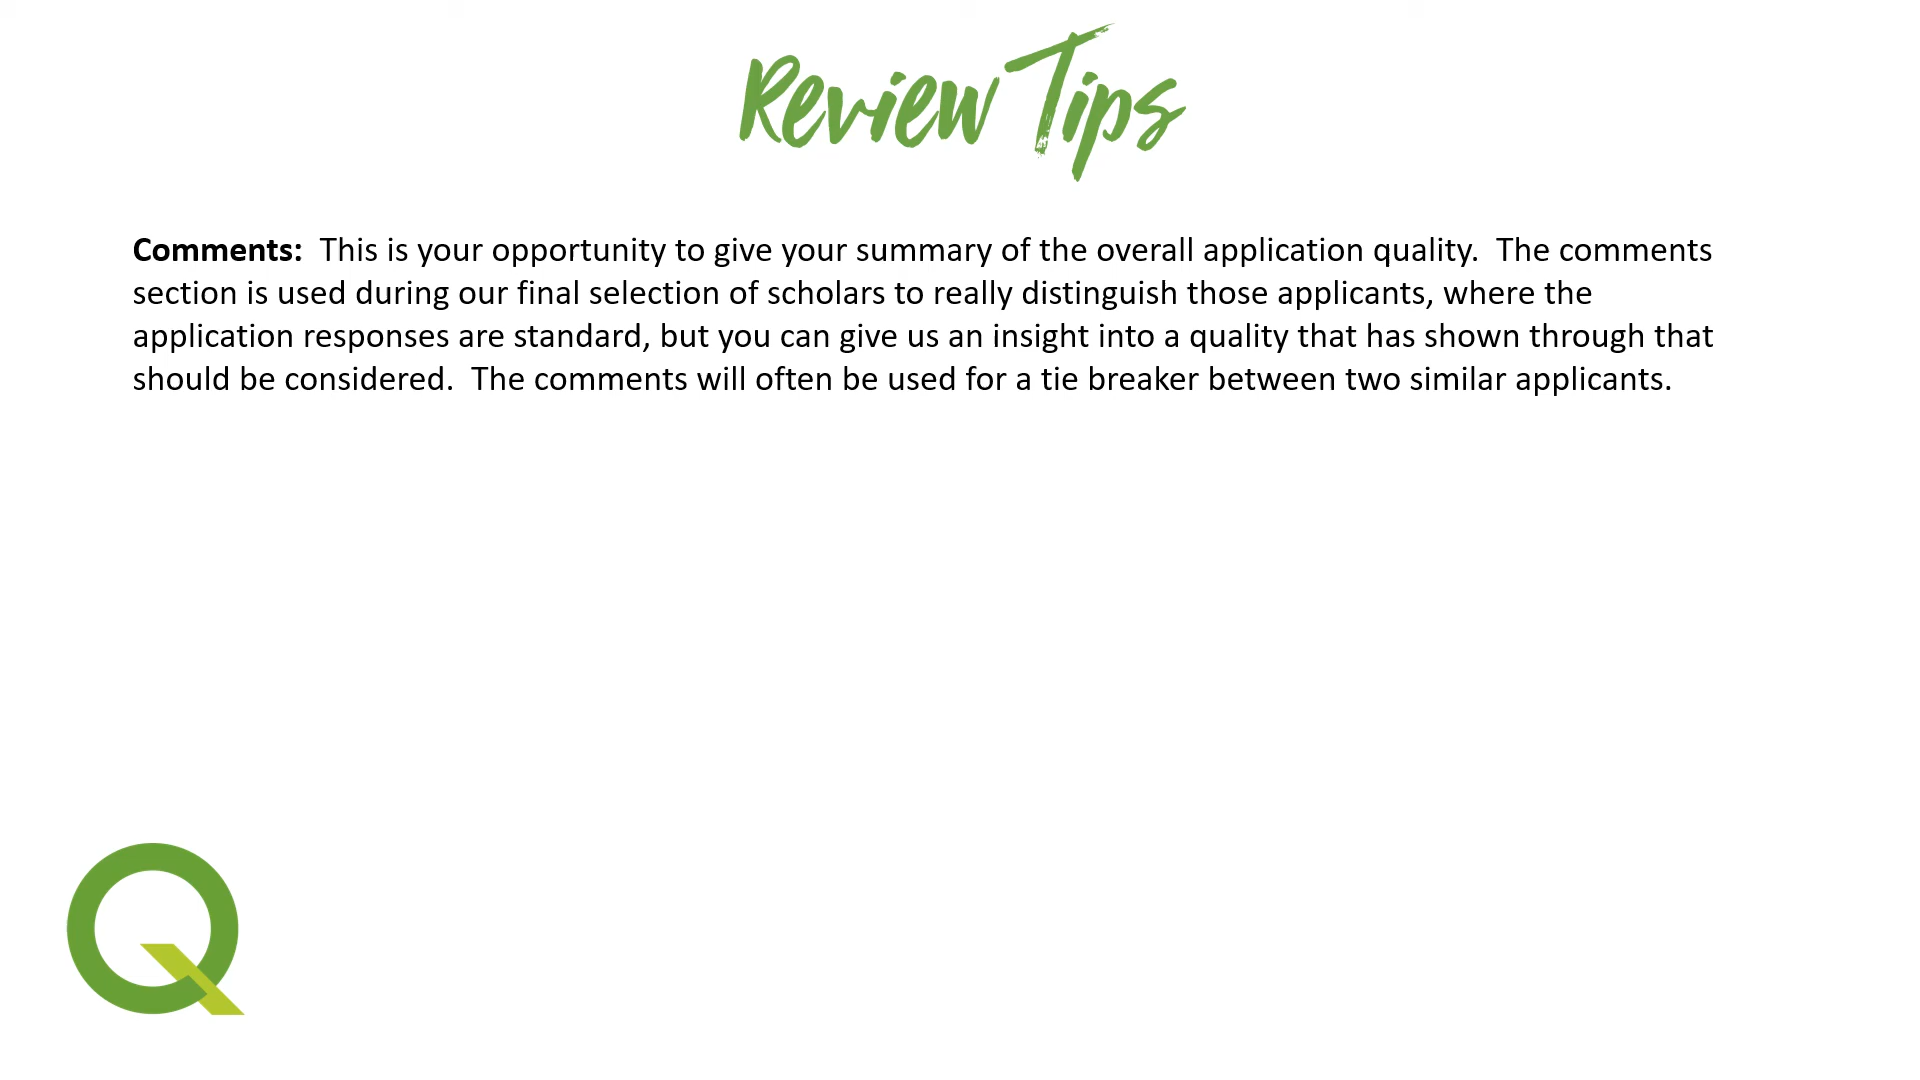 Review Tips
Comments:  This is your opportunity to give your summary of the overall application quality.  The comments
section is used during our final selection of scholars to really distinguish those applicants, where the
application responses are standard, but you can give us an insight into a quality that has shown through that
should be considered.  The comments will often be used for a tie breaker between two similar applicants.
Q